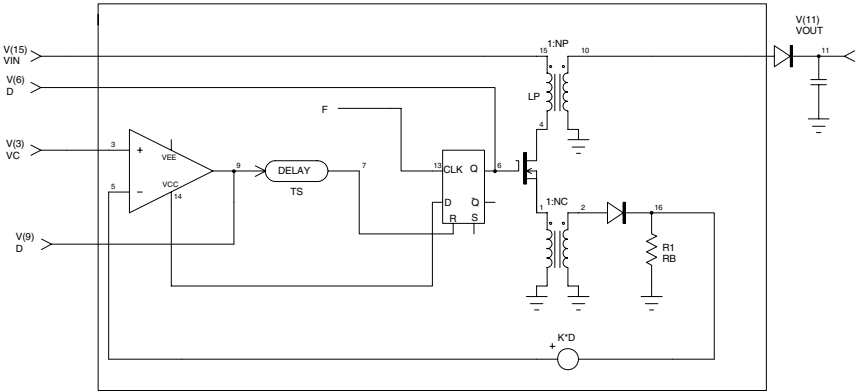 V(11)
VOUT
V(15)
VIN
1:NP
15
10
11
V(6)
D
LP
F
4
V(3)
VC
3
+
VEE
9
DELAY
TS
7
13
CLK
Q
6
5
−
VCC
14
D
Q̅
R
S
1:NC
1
2
16
R1
RB
V(9)
D
+
K*D